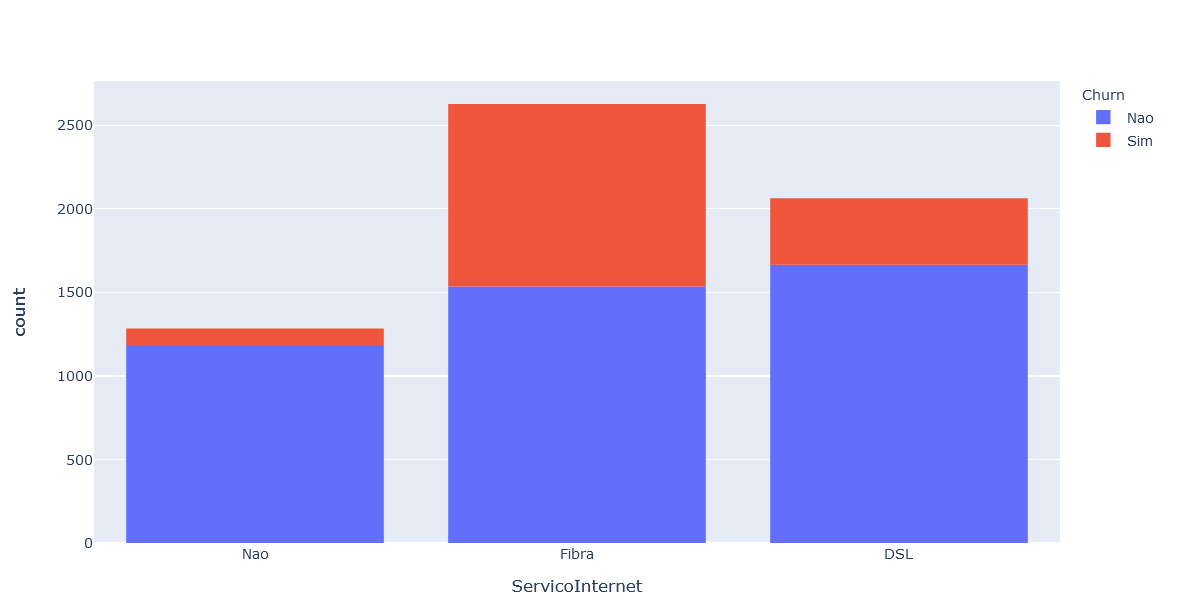 Churn
Nao
Sim
2500
2000
1500
1000
500
0
count
Nao
Fibra
DSL
ServicoInternet